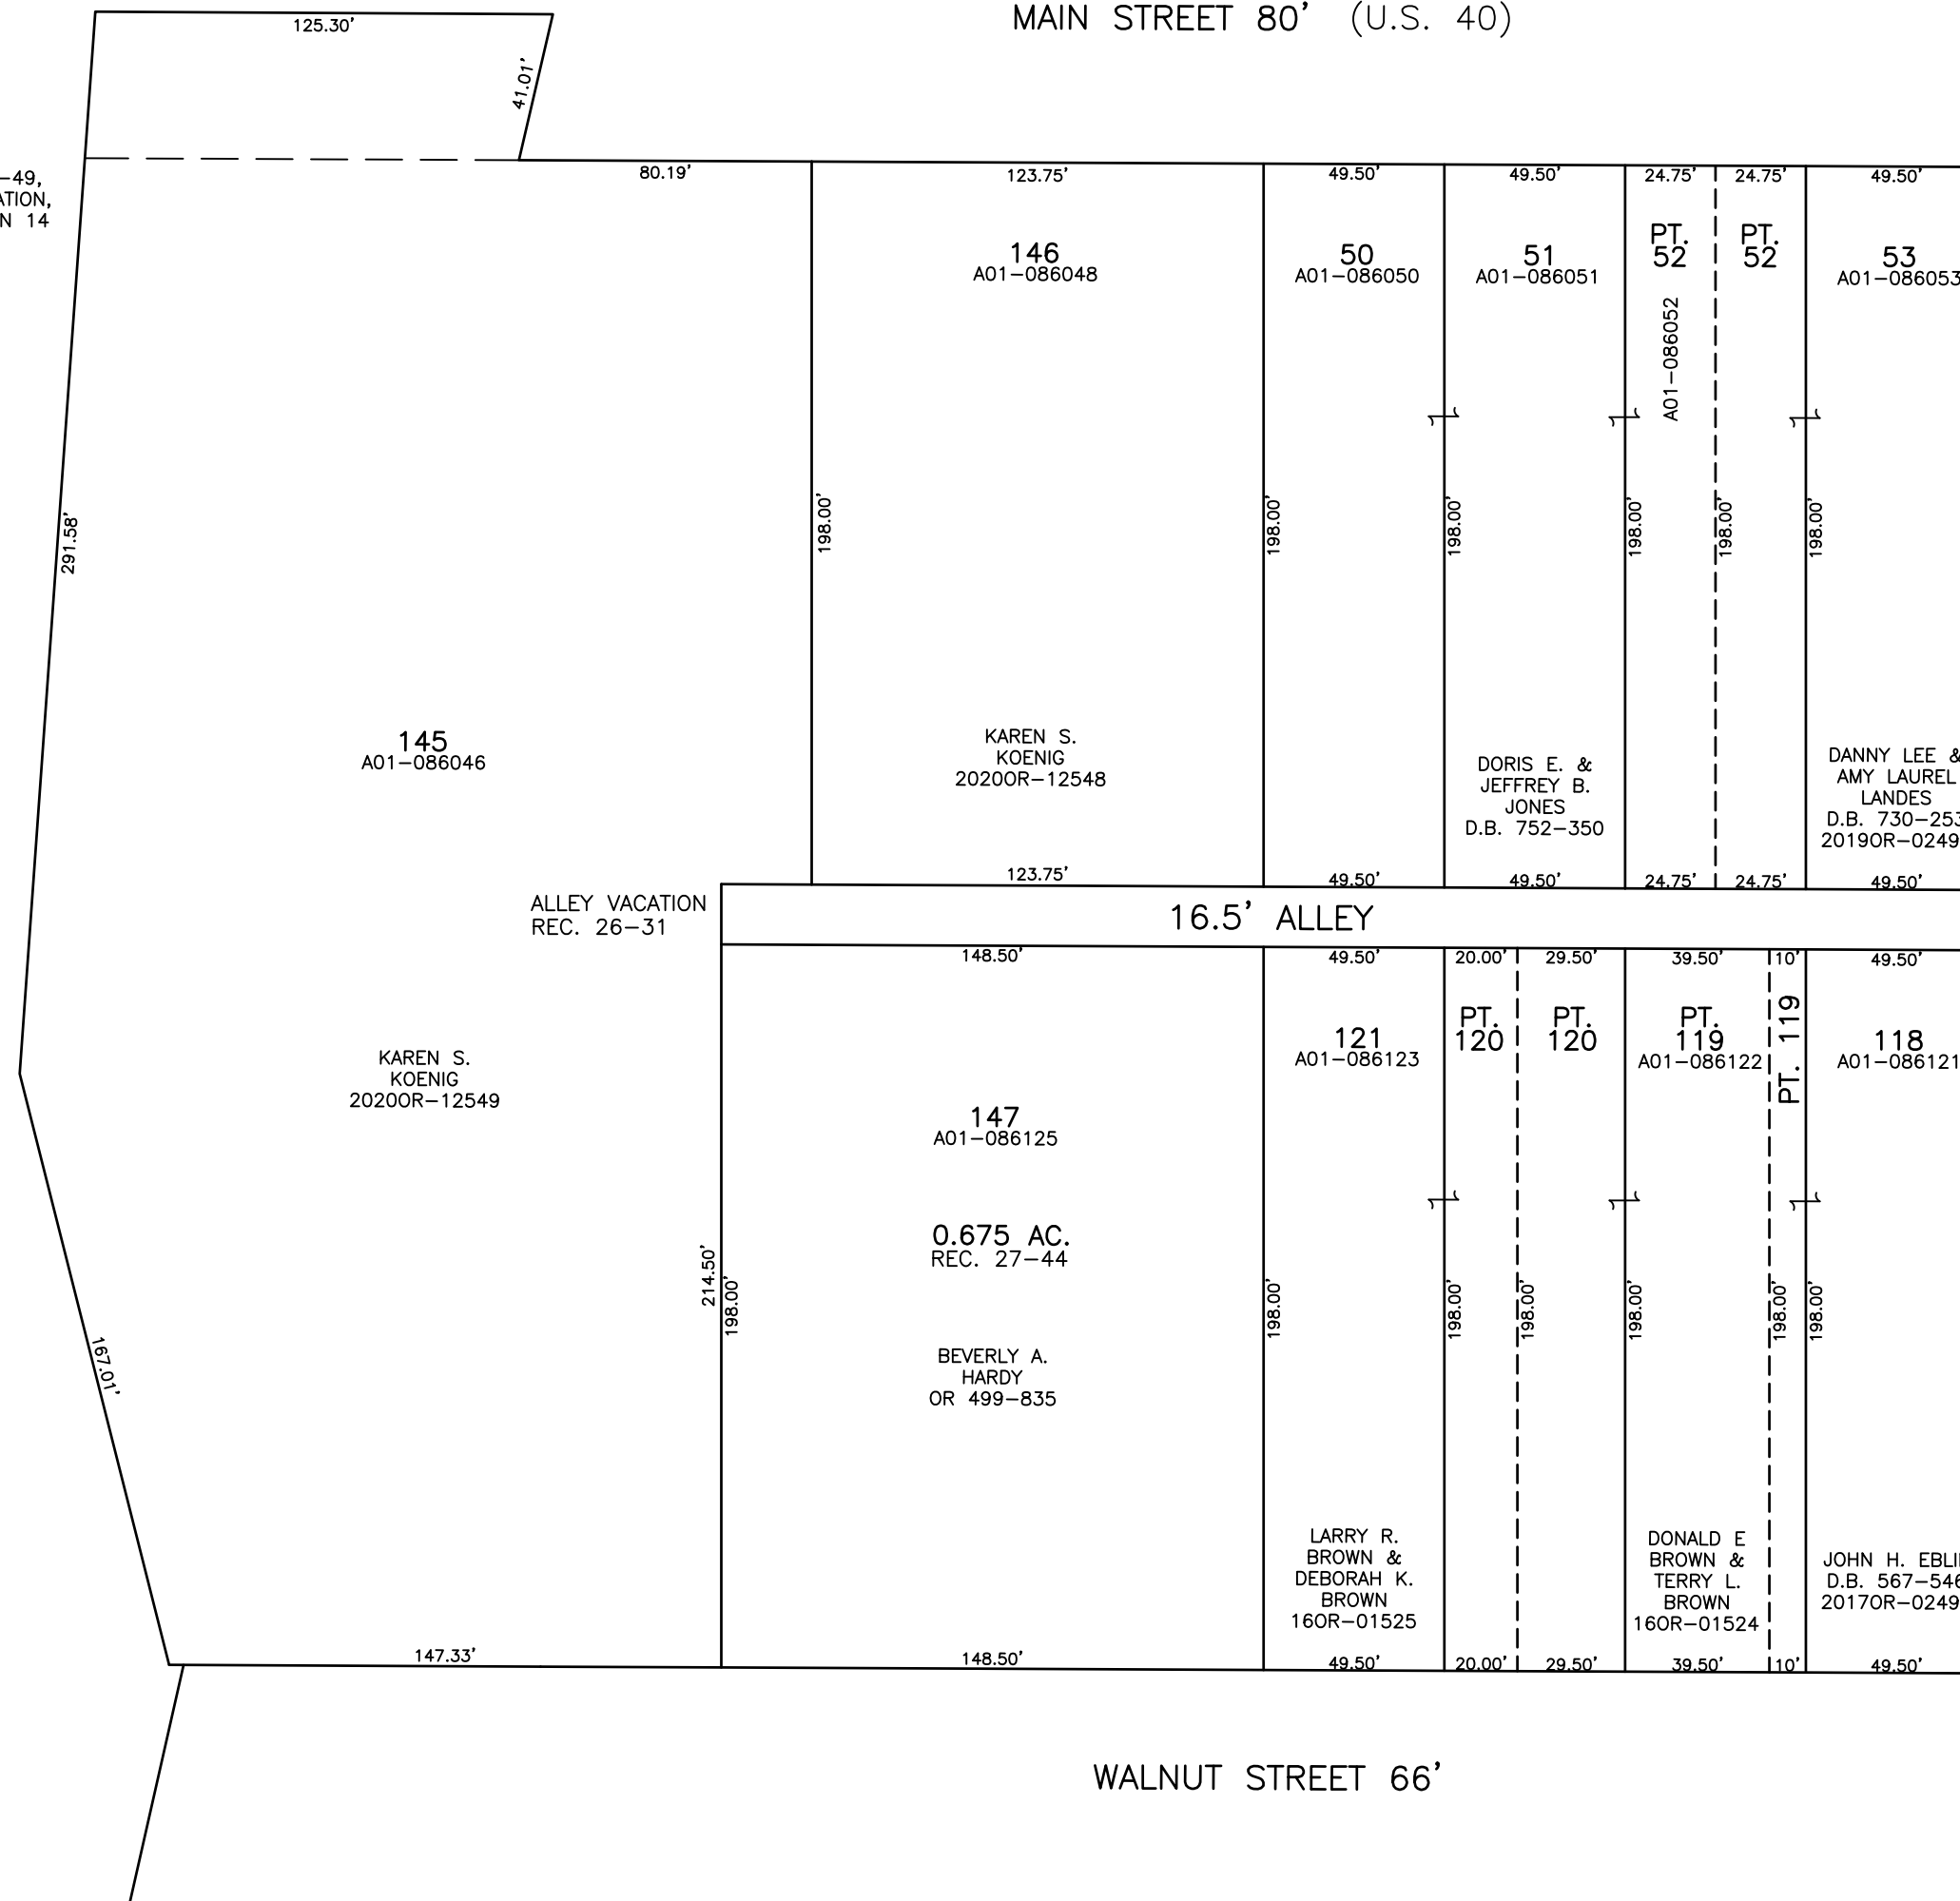 MAIN STREET 80' (U.S. 40)
125.30'
41.01'
-49,
ATION,
N 14
80.19'
123.75'
49.50'
49.50'
24.75'
24.75'
49.50'
146
A01-086048
50
A01-086050
51
A01-086051
PT.
52
A01-086052
PT.
52
53
A01-086053
291.58'
198.00'
198.00'
198.00'
198.00'
198.00'
198.00'
145
A01-086046
KAREN S.
KOENIG
2020OR-12548
DORIS E. &
JEFFREY B.
JONES
D.B. 752-350
DANNY LEE &
AMY LAUREL
LANDES
D.B. 730-253
2019OR-0249
123.75'
49.50'
49.50'
24.75'
24.75'
49.50'
ALLEY VACATION
REC. 26-31
16.5' ALLEY
148.50'
49.50'
20.00'
29.50'
39.50'
10'
49.50'
KAREN S.
KOENIG
2020OR-12549
147
A01-086125
121
A01-086123
PT.
120
PT.
120
PT.
119
A01-086122
PT. 119
118
A01-086121
0.675 AC.
REC. 27-44
214.50'
198.00'
198.00'
198.00'
198.00'
198.00'
198.00'
198.00'
167.01'
BEVERLY A.
HARDY
OR 499-835
LARRY R.
BROWN &
DEBORAH K.
BROWN
16OR-01525
DONALD E
BROWN &
TERRY L.
BROWN
16OR-01524
JOHN H. EBLI
D.B. 567-546
2017OR-0249
147.33'
148.50'
49.50'
20.00'
29.50'
39.50'
10'
49.50'
WALNUT STREET 66'